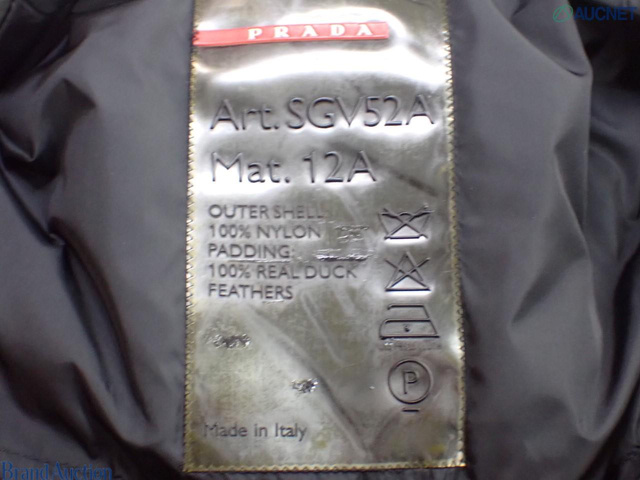 AUCNET
PRADA
Art. SGV52A
Mat. 12A
OUTER SHELL
100% NYLON
PADDING:
100% REAL DUCK
FEATHERS
P
Made in Italy
Brand Auction